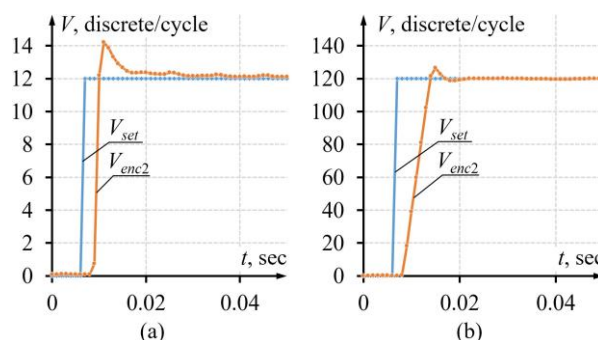 V, discrete/cycle
14
12
10
8
6
4
2
0
V_set
V_enc2
t, sec
0 0.02 0.04
(a)
V, discrete/cycle
140
120
100
80
60
40
20
0
V_set
V_enc2
t, sec
0 0.02 0.04
(b)